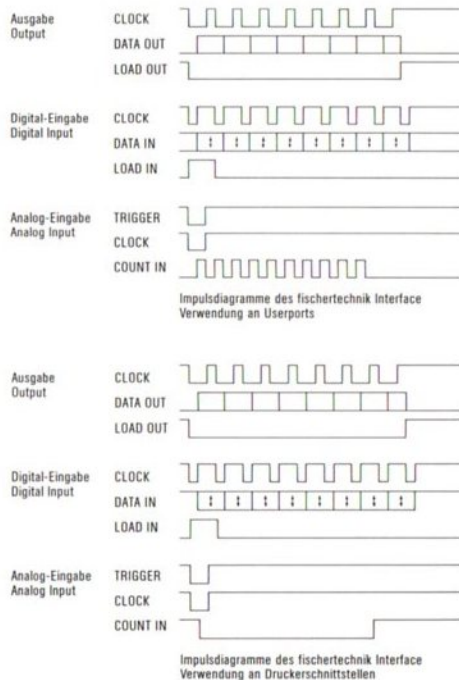 Ausgabe CLOCK
Output DATA OUT
LOAD OUT
Digital-Eingabe CLOCK
Digital Input DATA IN
LOAD IN
Analog-Eingabe TRIGGER
Analog Input CLOCK
COUNT IN
Impulsdiagramme des fischertechnik Interface
Verwendung an Userports
Ausgabe CLOCK
Output DATA OUT
LOAD OUT
Digital-Eingabe CLOCK
Digital Input DATA IN
LOAD IN
Analog-Eingabe TRIGGER
Analog Input CLOCK
COUNT IN
Impulsdiagramme des fischertechnik Interface
Verwendung an Druckerschnittstellen